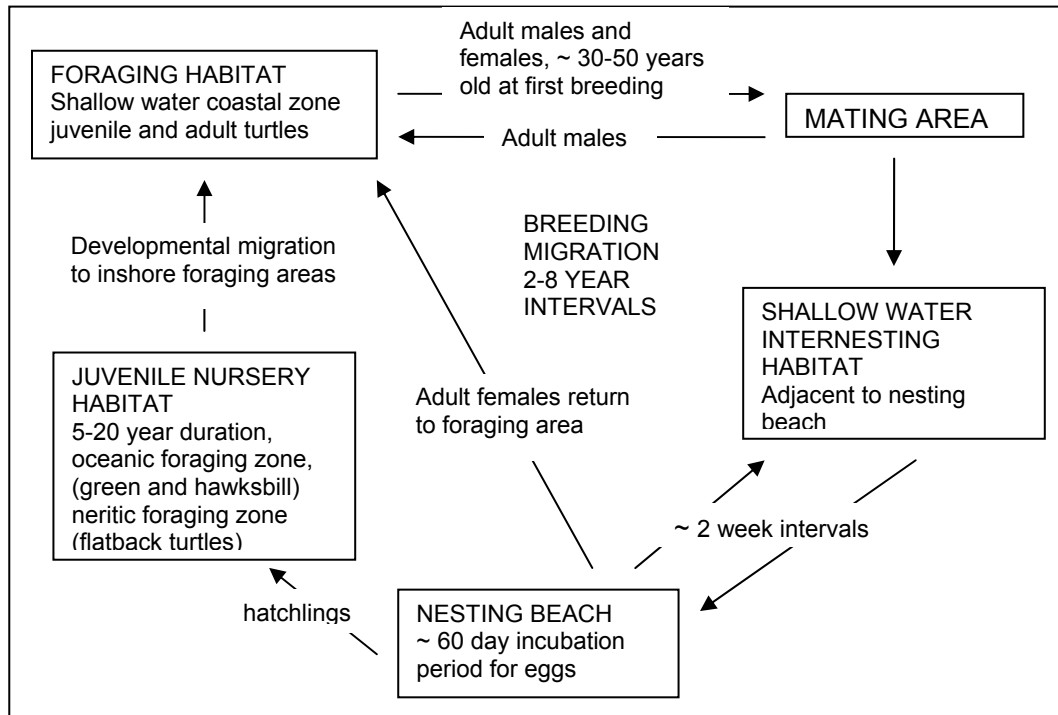 Adult males and
females, ~ 30-50 years
old at first breeding
FORAGING HABITAT
Shallow water coastal zone
juvenile and adult turtles
MATING AREA
Adult males
BREEDING
MIGRATION
2-8 YEAR
INTERVALS
Developmental migration
to inshore foraging areas
SHALLOW WATER
INTERNESTING
HABITAT
Adjacent to nesting
beach
JUVENILE NURSERY
HABITAT
5-20 year duration,
oceanic foraging zone,
(green and hawksbill)
neritic foraging zone
(flatback turtles)
Adult females return
to foraging area
~ 2 week intervals
hatchlings
NESTING BEACH
~ 60 day incubation
period for eggs